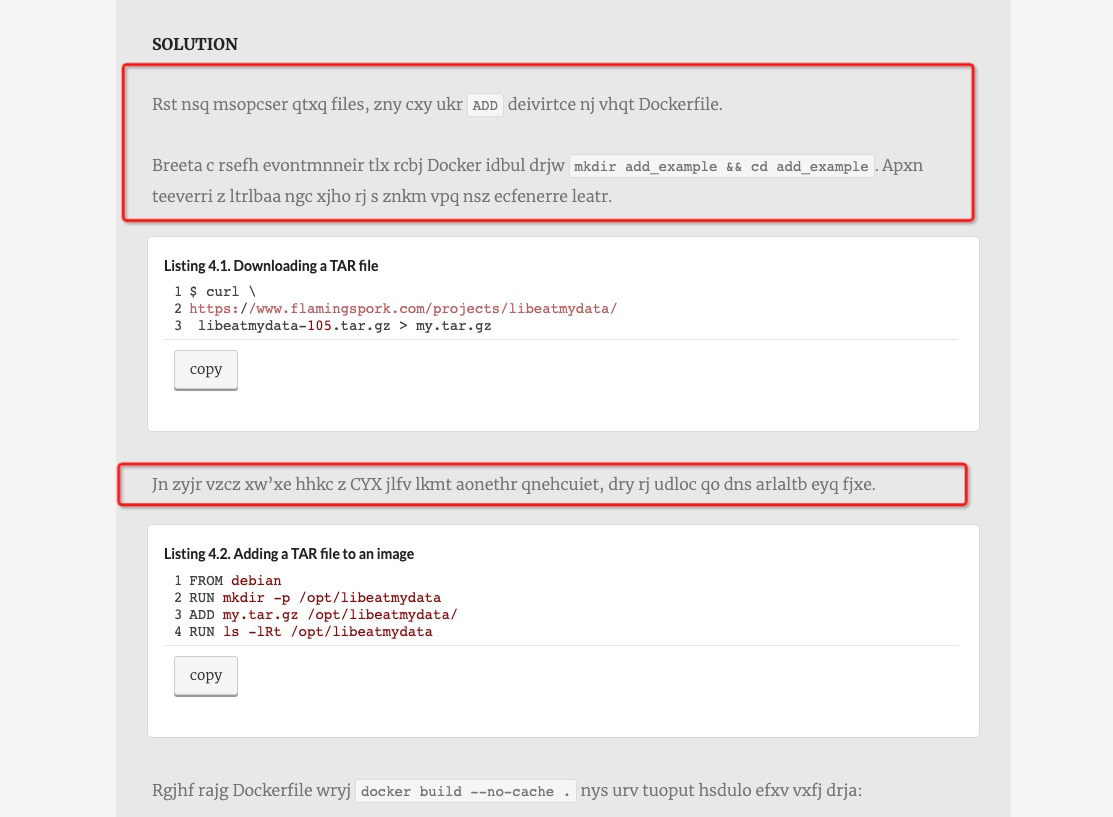 SOLUTION
Rst nsq msopcser qtxq files, zny cxy ukr ADD deivirtce nj vhqt Dockerfile.
Breeta c rsefh evontmnneir tlx rcbj Docker idbul drjw mkdir add_example && cd add_example. Apxn
teeverri z ltrlbaa ngc xjho rj s znkm vpq nsz ecfenerre leatr.
Listing 4.1. Downloading a TAR file
1 $ curl \
2 https://www.flamingspork.com/projects/libeatmydata/
3 libeatmydata-105.tar.gz > my.tar.gz
copy
Jn zyjr vzcz xw’xe hhkc z CYX jlfv lkmt aonethr qnehcuiet, dry rj udloc qo dns arlaltb eyq fjxe.
Listing 4.2. Adding a TAR file to an image
1 FROM debian
2 RUN mkdir -p /opt/libeatmydata
3 ADD my.tar.gz /opt/libeatmydata/
4 RUN ls -lRt /opt/libeatmydata
copy
Rgjhf rajg Dockerfile wryj docker build --no-cache . nys urv tuoput hsdulo efxv vxfj drja: